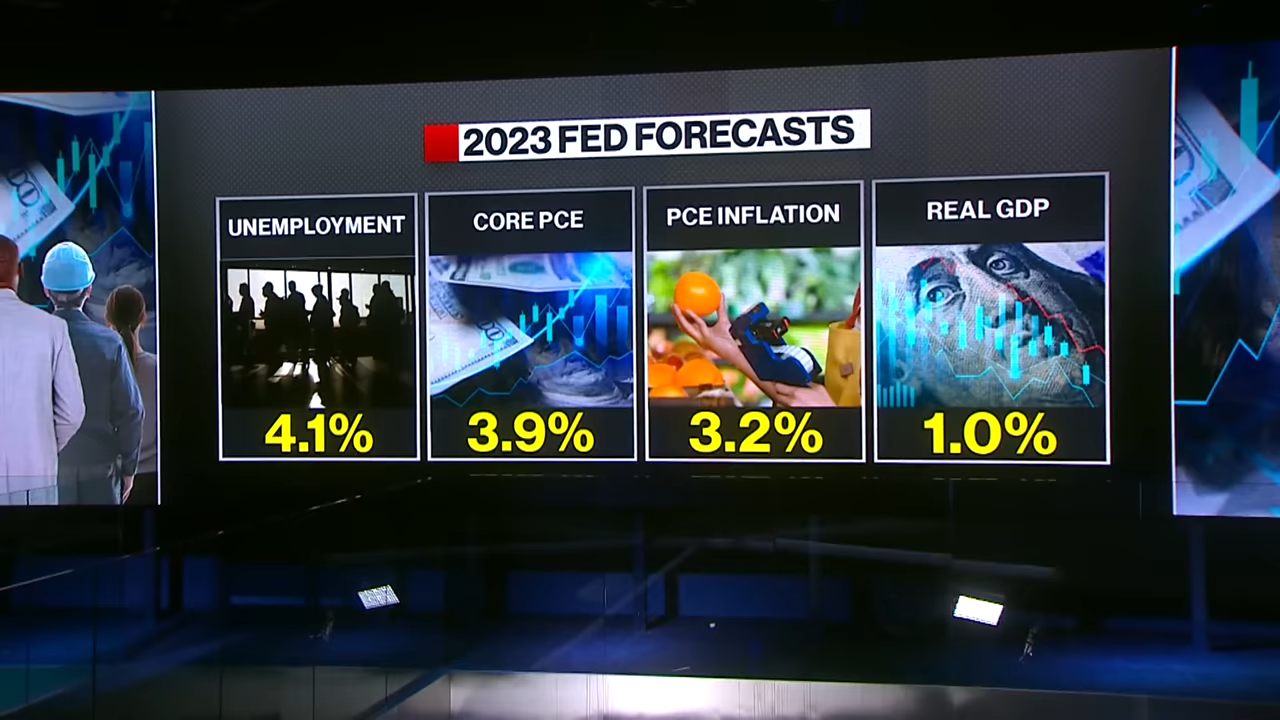 2023 FED FORECASTS
UNEMPLOYMENT
4.1%
CORE PCE
3.9%
PCE INFLATION
3.2%
REAL GDP
1.0%